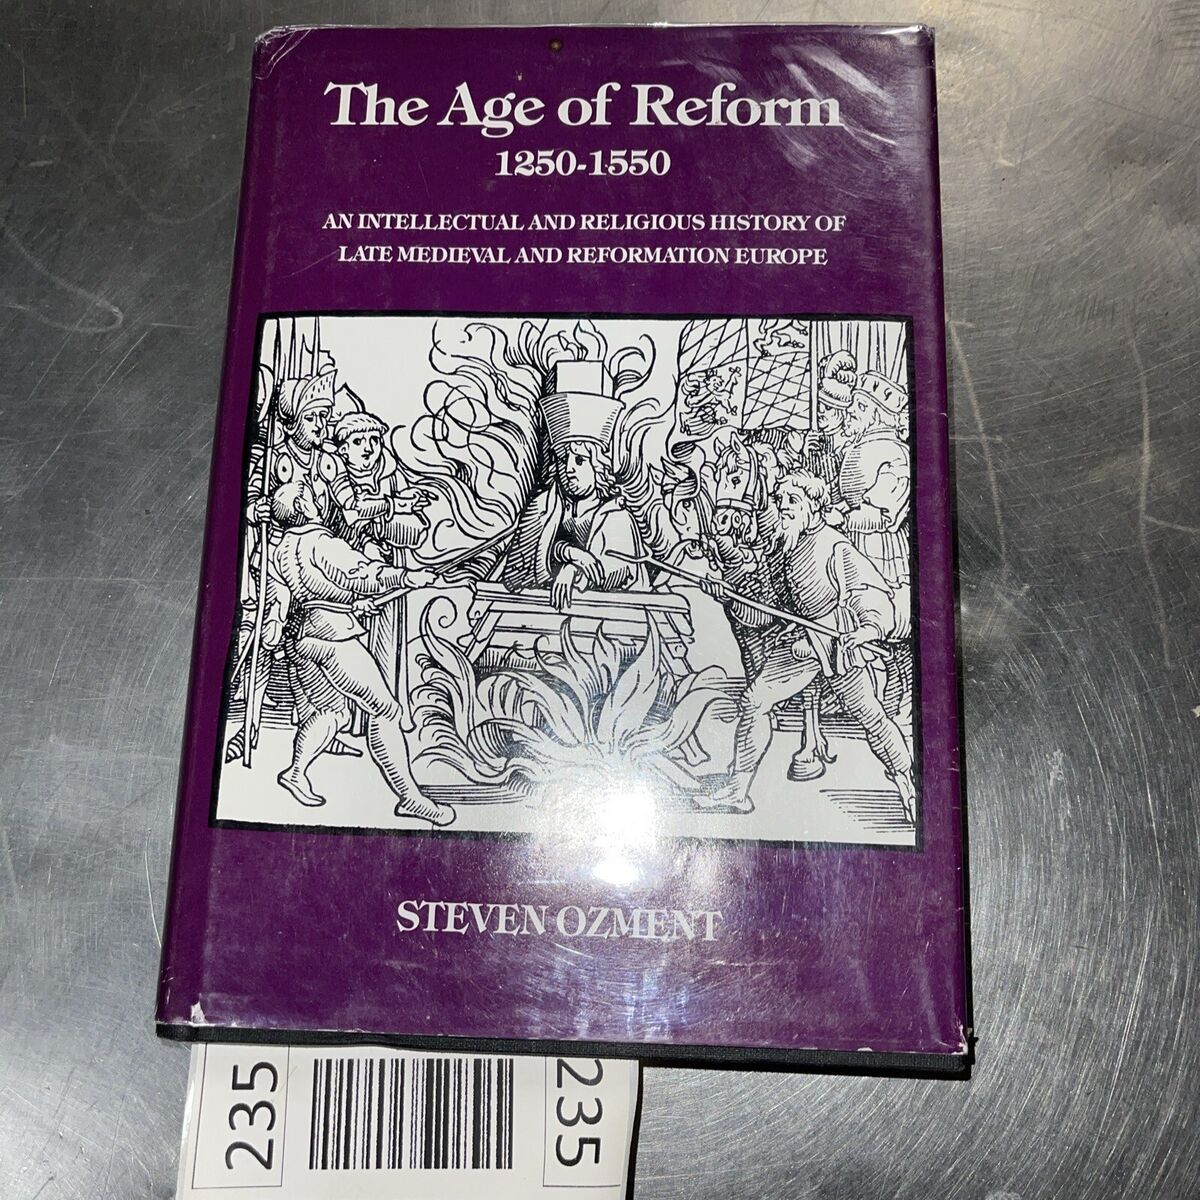 The Age of Reform
1250-1550
AN INTELLECTUAL AND RELIGIOUS HISTORY OF
LATE MEDIEVAL AND REFORMATION EUROPE
STEVEN OZMENT
235
235